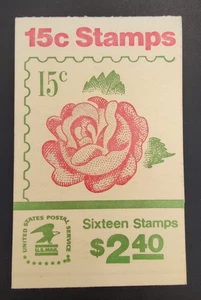 15c Stamps
15c
UNITED STATES POSTAL SERVICE
U.S.MAIL
Sixteen Stamps
$2.40